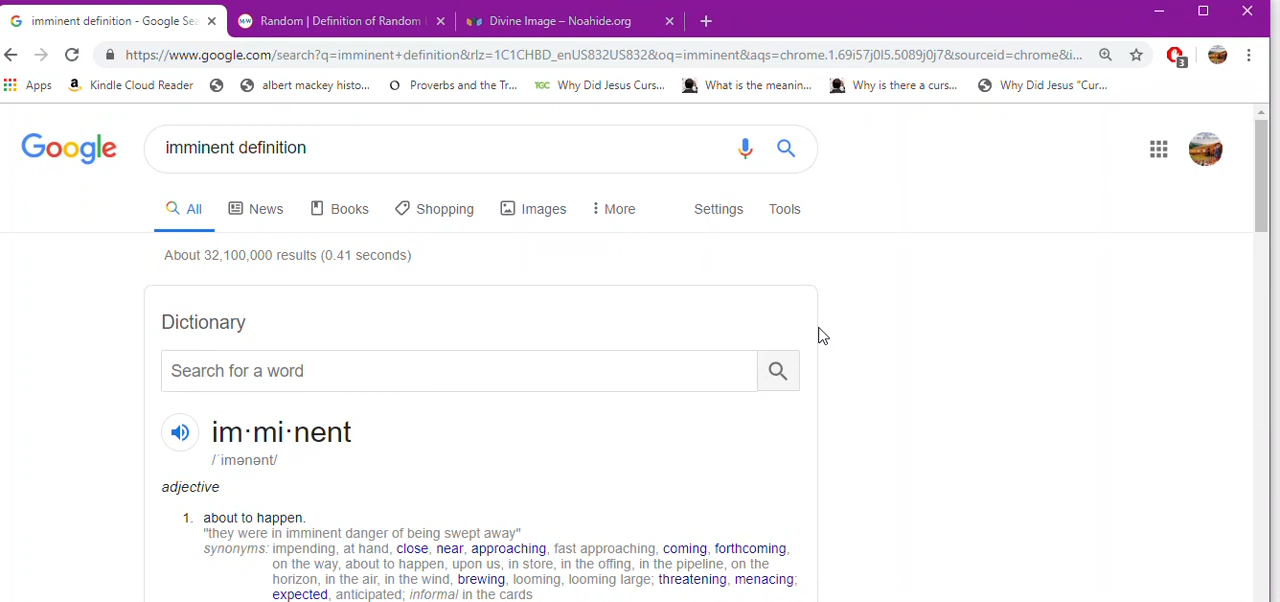 imminent definition - Google Sea
Random | Definition of Random
Divine Image – Noahide.org
https://www.google.com/search?q=imminent+definition&rlz=1C1CHBD_enUS832US832&oq=imminent&aqs=chrome.1.69i57j0l5.5089j0j7&sourceid=chrome&i...
3
Apps
a Kindle Cloud Reader
albert mackey histo...
Proverbs and the Tr...
TGC Why Did Jesus Curs...
What is the meanin...
Why is there a curs...
Why Did Jesus "Cur...
Google
imminent definition
All News Books Shopping Images More Settings Tools
About 32,100,000 results (0.41 seconds)
Dictionary
Search for a word
im·mi·nent
/ˈimənənt/
adjective
1. about to happen.
"they were in imminent danger of being swept away"
synonyms: impending, at hand, close, near, approaching, fast approaching, coming, forthcoming,
on the way, about to happen, upon us, in store, in the offing, in the pipeline, on the
horizon, in the air, in the wind, brewing, looming, looming large; threatening, menacing;
expected, anticipated; informal in the cards